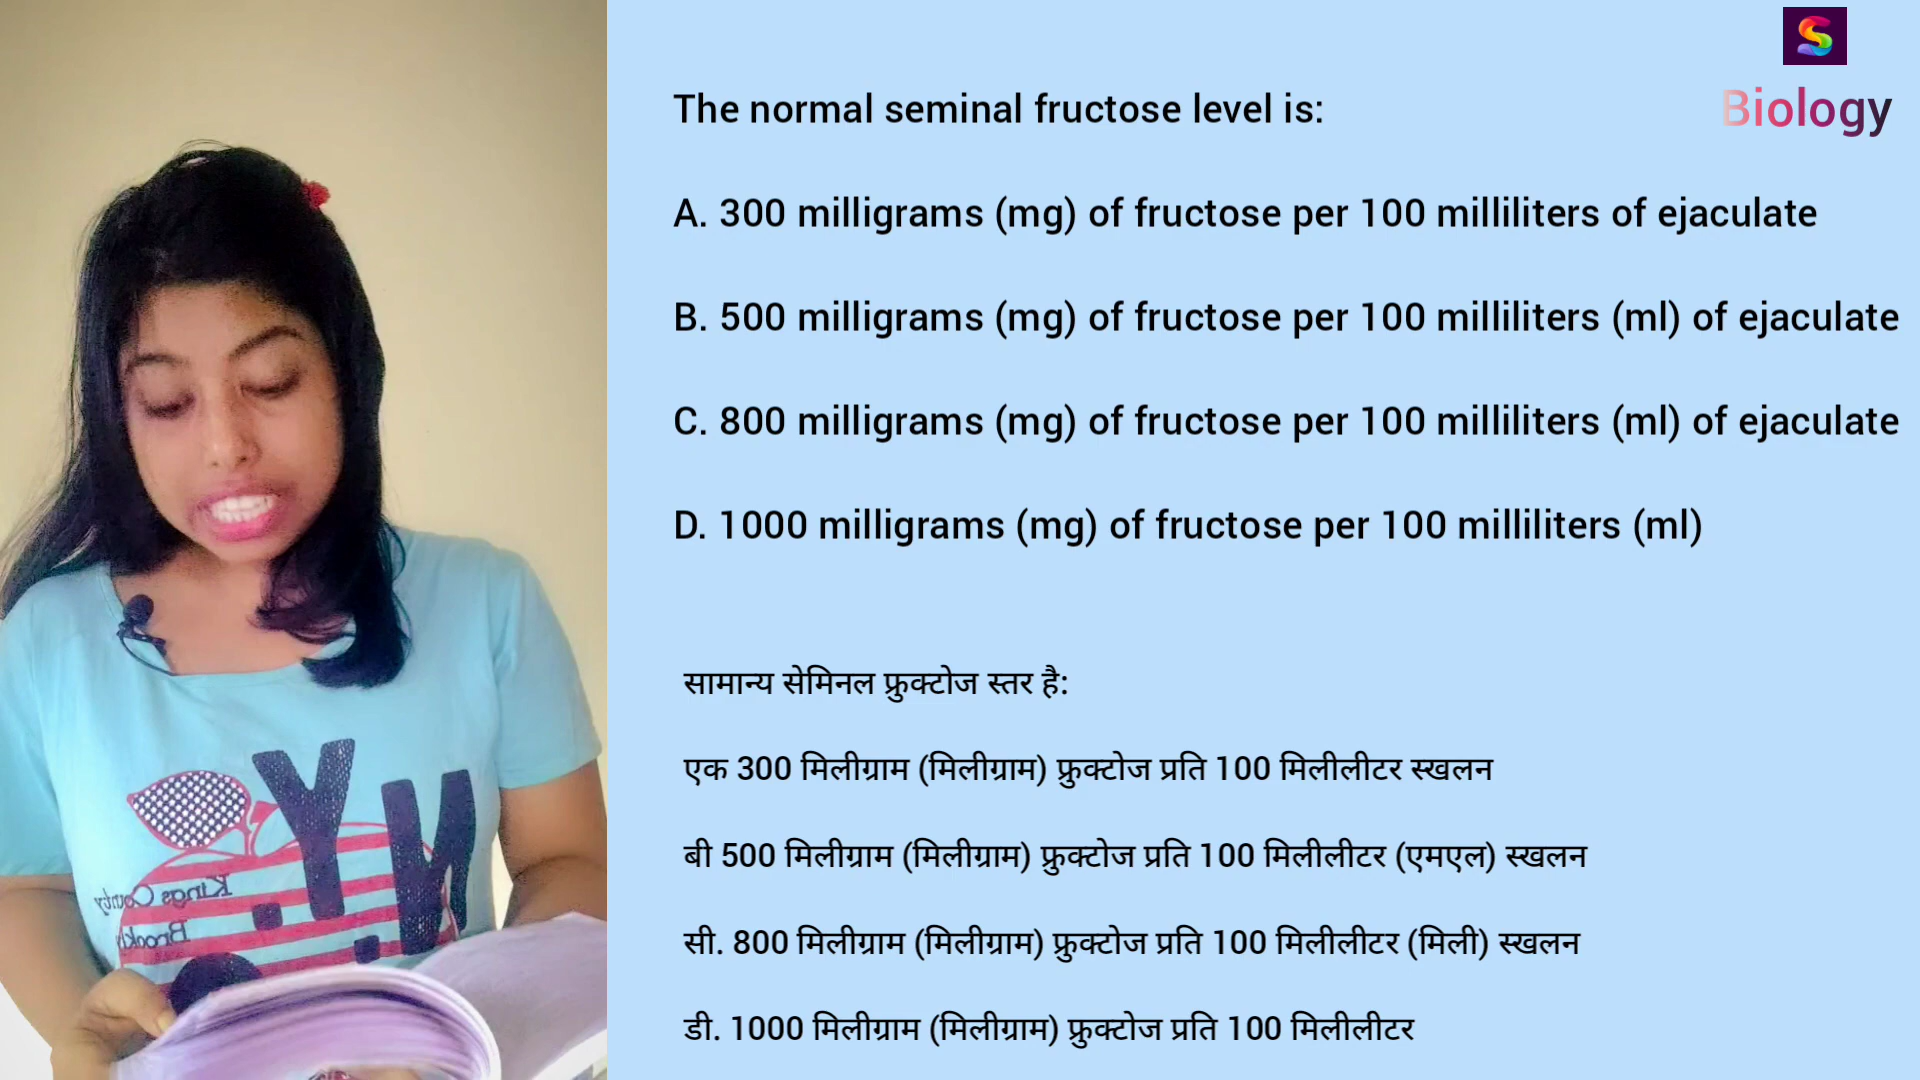 S
Biology
The normal seminal fructose level is:
A. 300 milligrams (mg) of fructose per 100 milliliters of ejaculate
B. 500 milligrams (mg) of fructose per 100 milliliters (ml) of ejaculate
C. 800 milligrams (mg) of fructose per 100 milliliters (ml) of ejaculate
D. 1000 milligrams (mg) of fructose per 100 milliliters (ml)
सामान्य सेमिनल फ्रुक्टोज स्तर है:
एक 300 मिलीग्राम (मिलीग्राम) फ्रुक्टोज प्रति 100 मिलीलीटर स्खलन
बी 500 मिलीग्राम (मिलीग्राम) फ्रुक्टोज प्रति 100 मिलीलीटर (एमएल) स्खलन
सी. 800 मिलीग्राम (मिलीग्राम) फ्रुक्टोज प्रति 100 मिलीलीटर (मिली) स्खलन
डी. 1000 मिलीग्राम (मिलीग्राम) फ्रुक्टोज प्रति 100 मिलीलीटर
N.Y.
Kings County